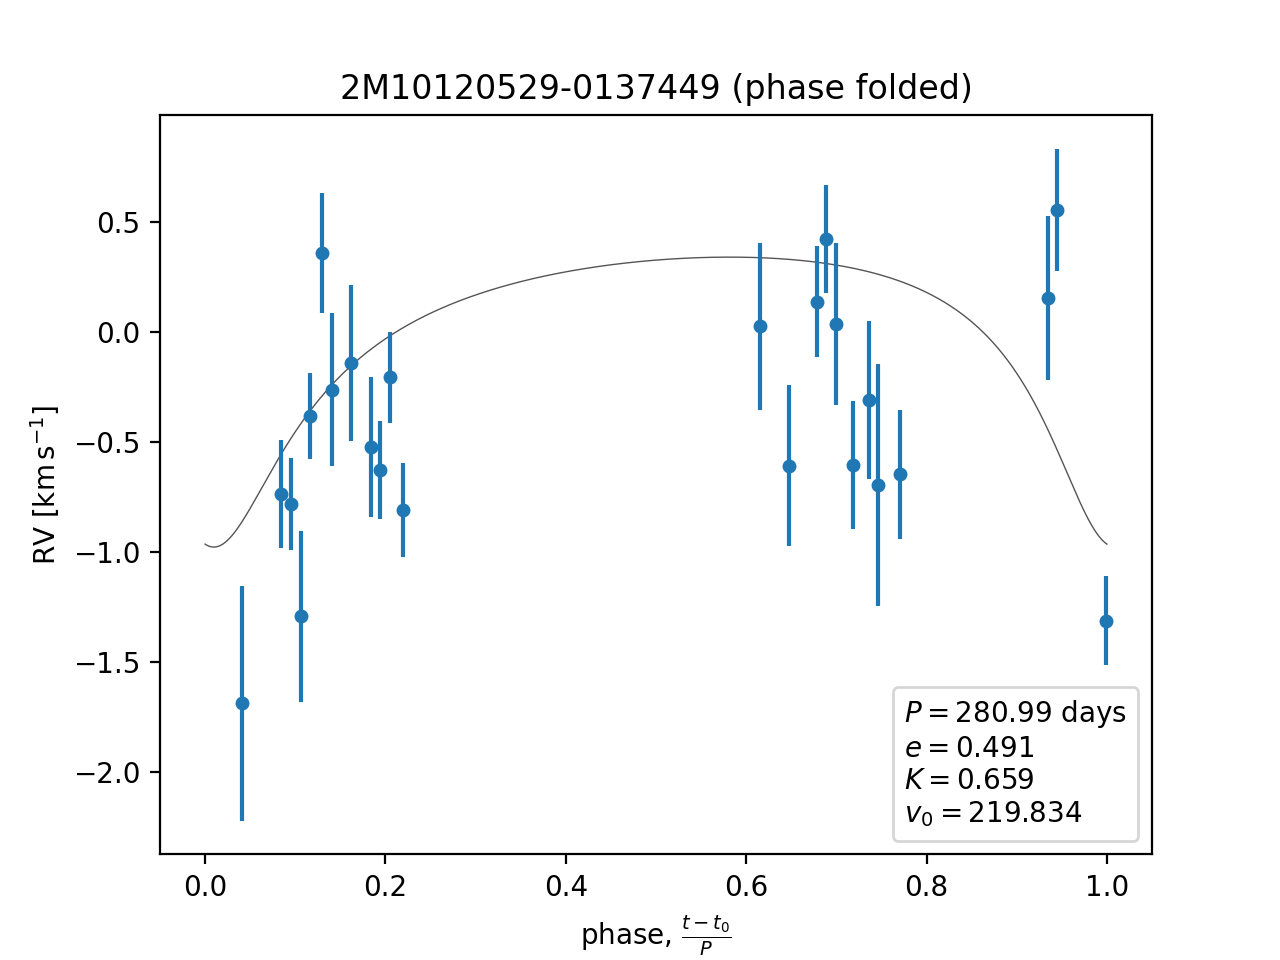 2M10120529-0137449 (phase folded)
RV [km s⁻¹]
0.5
0.0
−0.5
−1.0
−1.5
−2.0
P = 280.99 days
e = 0.491
K = 0.659
v₀ = 219.834
0.0 0.2 0.4 0.6 0.8 1.0
phase, (t − t₀)/P